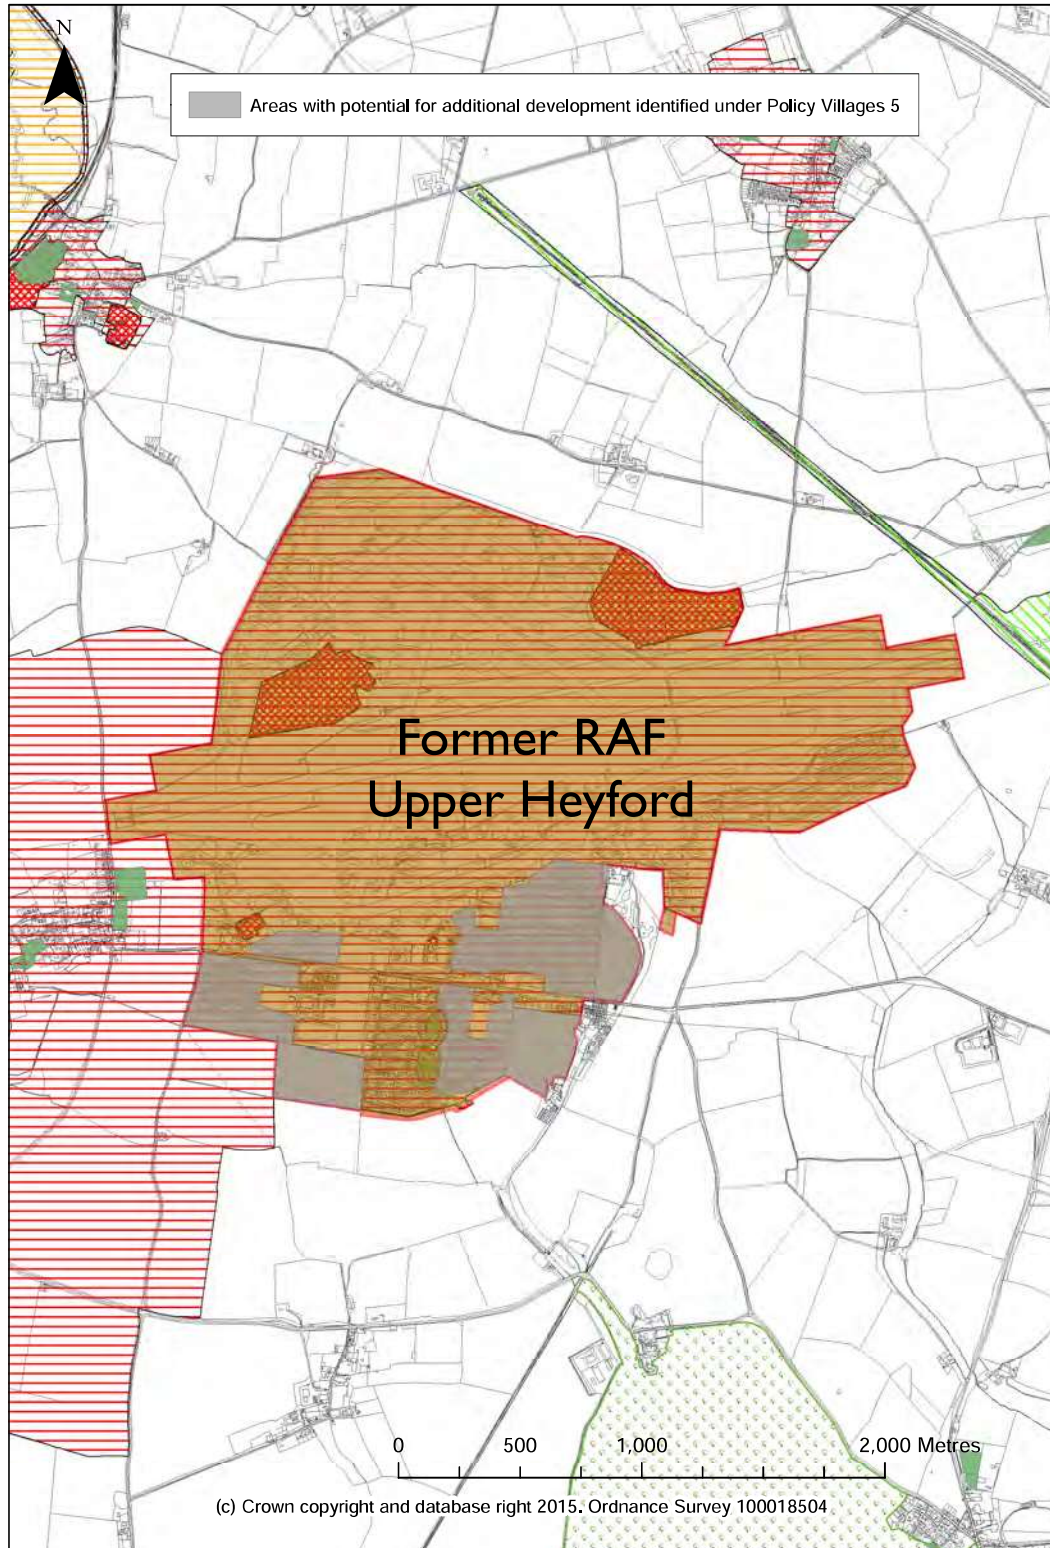 N
Areas with potential for additional development identified under Policy Villages 5
Former RAF
Upper Heyford
0 500 1,000 2,000 Metres
(c) Crown copyright and database right 2015. Ordnance Survey 100018504